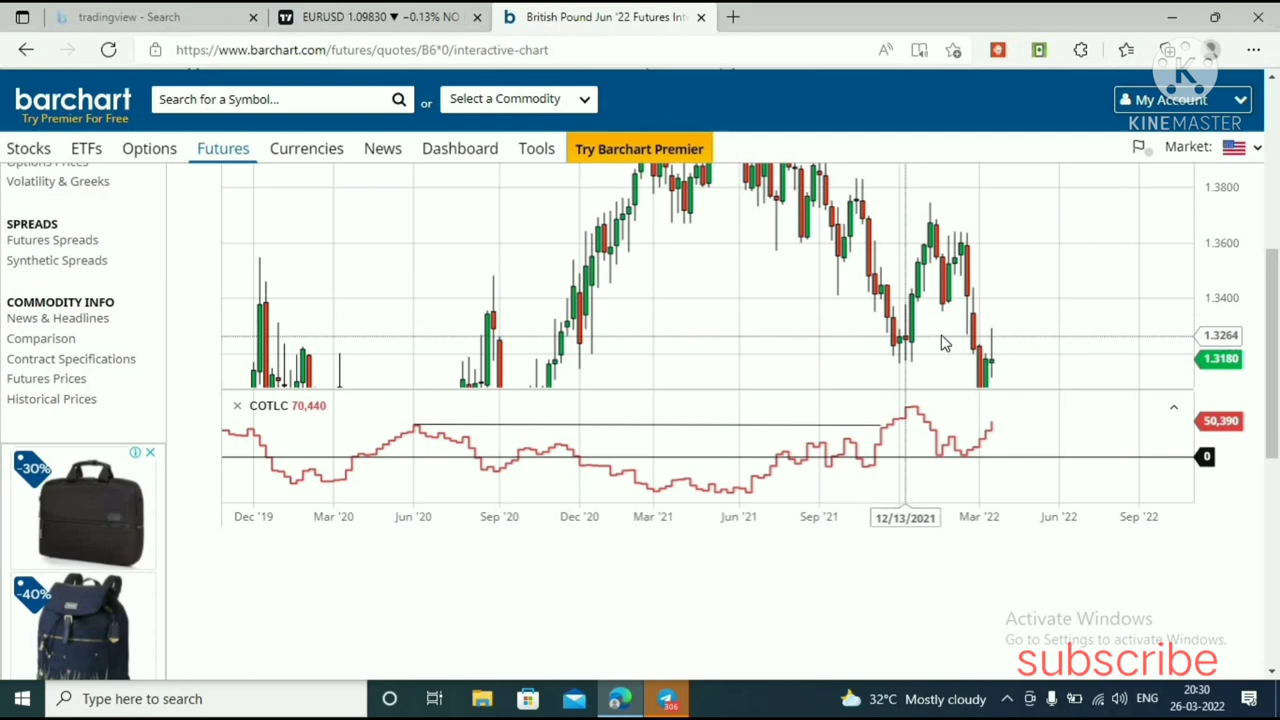 tradingview - Search
EURUSD 1.09830 ▼ −0.13% NO
British Pound Jun '22 Futures Int
https://www.barchart.com/futures/quotes/B6*0/interactive-chart
barchart
Try Premier For Free
Search for a Symbol...
or
Select a Commodity
My Account
K
KINEMASTER
Stocks
ETFs
Options
Futures
Currencies
News
Dashboard
Tools
Try Barchart Premier
Market:
Options Prices
Volatility & Greeks
SPREADS
Futures Spreads
Synthetic Spreads
COMMODITY INFO
News & Headlines
Comparison
Contract Specifications
Futures Prices
Historical Prices
-30%
-40%
1.3800
1.3600
1.3400
1.3264
1.3180
COTLC 70,440
50,390
0
Dec '19
Mar '20
Jun '20
Sep '20
Dec '20
Mar '21
Jun '21
Sep '21
12/13/2021
Mar '22
Jun '22
Sep '22
Activate Windows
Go to Settings to activate Windows.
subscribe
Type here to search
306
32°C Mostly cloudy
ENG
20:30
26-03-2022